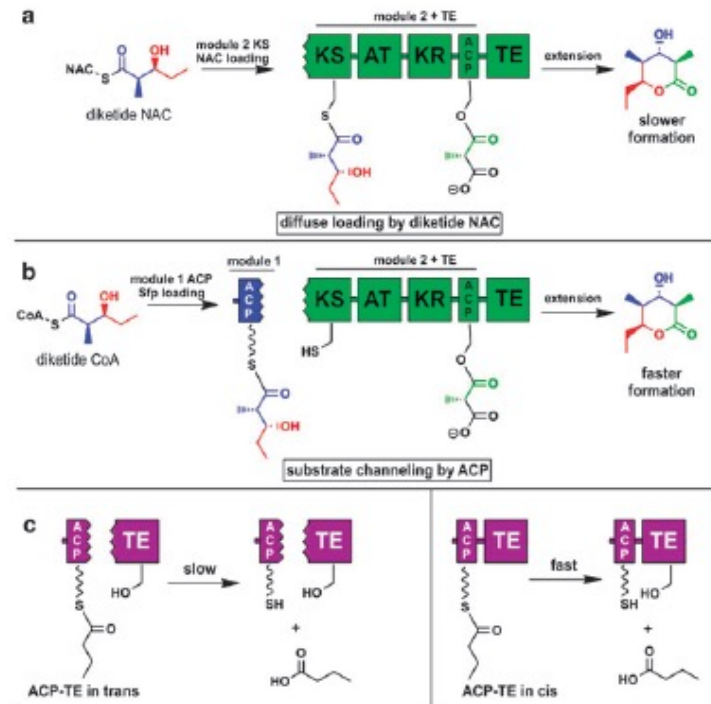 a
module 2 + TE
NAC
S
O
OH
diketide NAC
module 2 KS
NAC loading
KS
AT
KR
ACP
TE
extension
OH
O
O
slower
formation
S
O
OH
O
O
O
⊖O
diffuse loading by diketide NAC
b
module 1
module 2 + TE
CoA
S
O
OH
diketide CoA
module 1 ACP
Sfp loading
ACP
KS
AT
KR
ACP
TE
extension
OH
O
O
faster
formation
HS
S
O
OH
O
O
O
⊖O
substrate channeling by ACP
c
ACP
TE
HO
S
O
slow
ACP
TE
SH
HO
+
O
HO
ACP-TE in trans
ACP
TE
S
O
fast
ACP
TE
SH
HO
+
O
HO
ACP-TE in cis